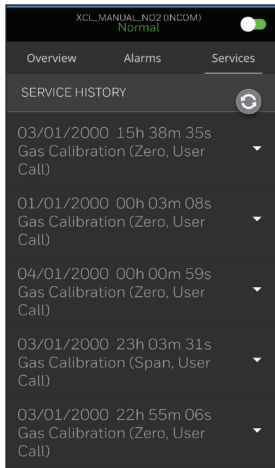 XCL_MANUAL_NO2 (INCOM)
Normal
Overview Alarms Services
SERVICE HISTORY
03/01/2000 15h 38m 35s
Gas Calibration (Zero, User
Call)
01/01/2000 00h 03m 08s
Gas Calibration (Zero, User
Call)
04/01/2000 00h 00m 59s
Gas Calibration (Zero, User
Call)
03/01/2000 23h 03m 31s
Gas Calibration (Span, User
Call)
03/01/2000 22h 55m 06s
Gas Calibration (Zero, User
Call)